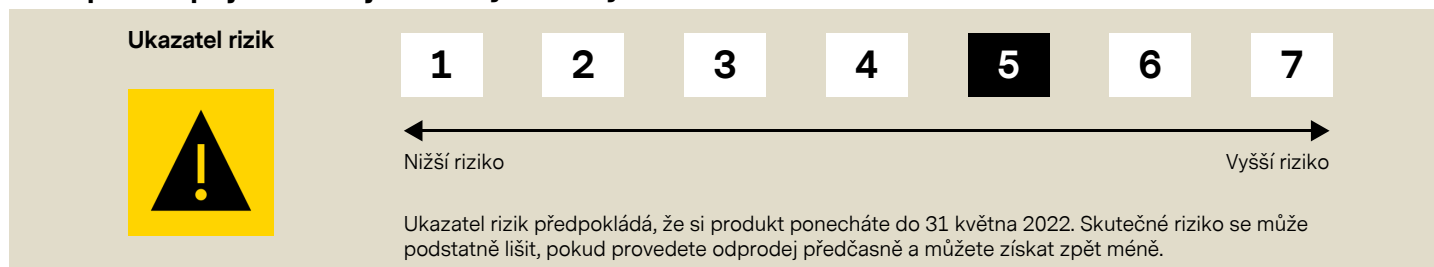 Ukazatel rizik
1 2 3 4 5 6 7
Nižší riziko Vyšší riziko
Ukazatel rizik předpokládá, že si produkt ponecháte do 31 května 2022. Skutečné riziko se může
podstatně lišit, pokud provedete odprodej předčasně a můžete získat zpět méně.